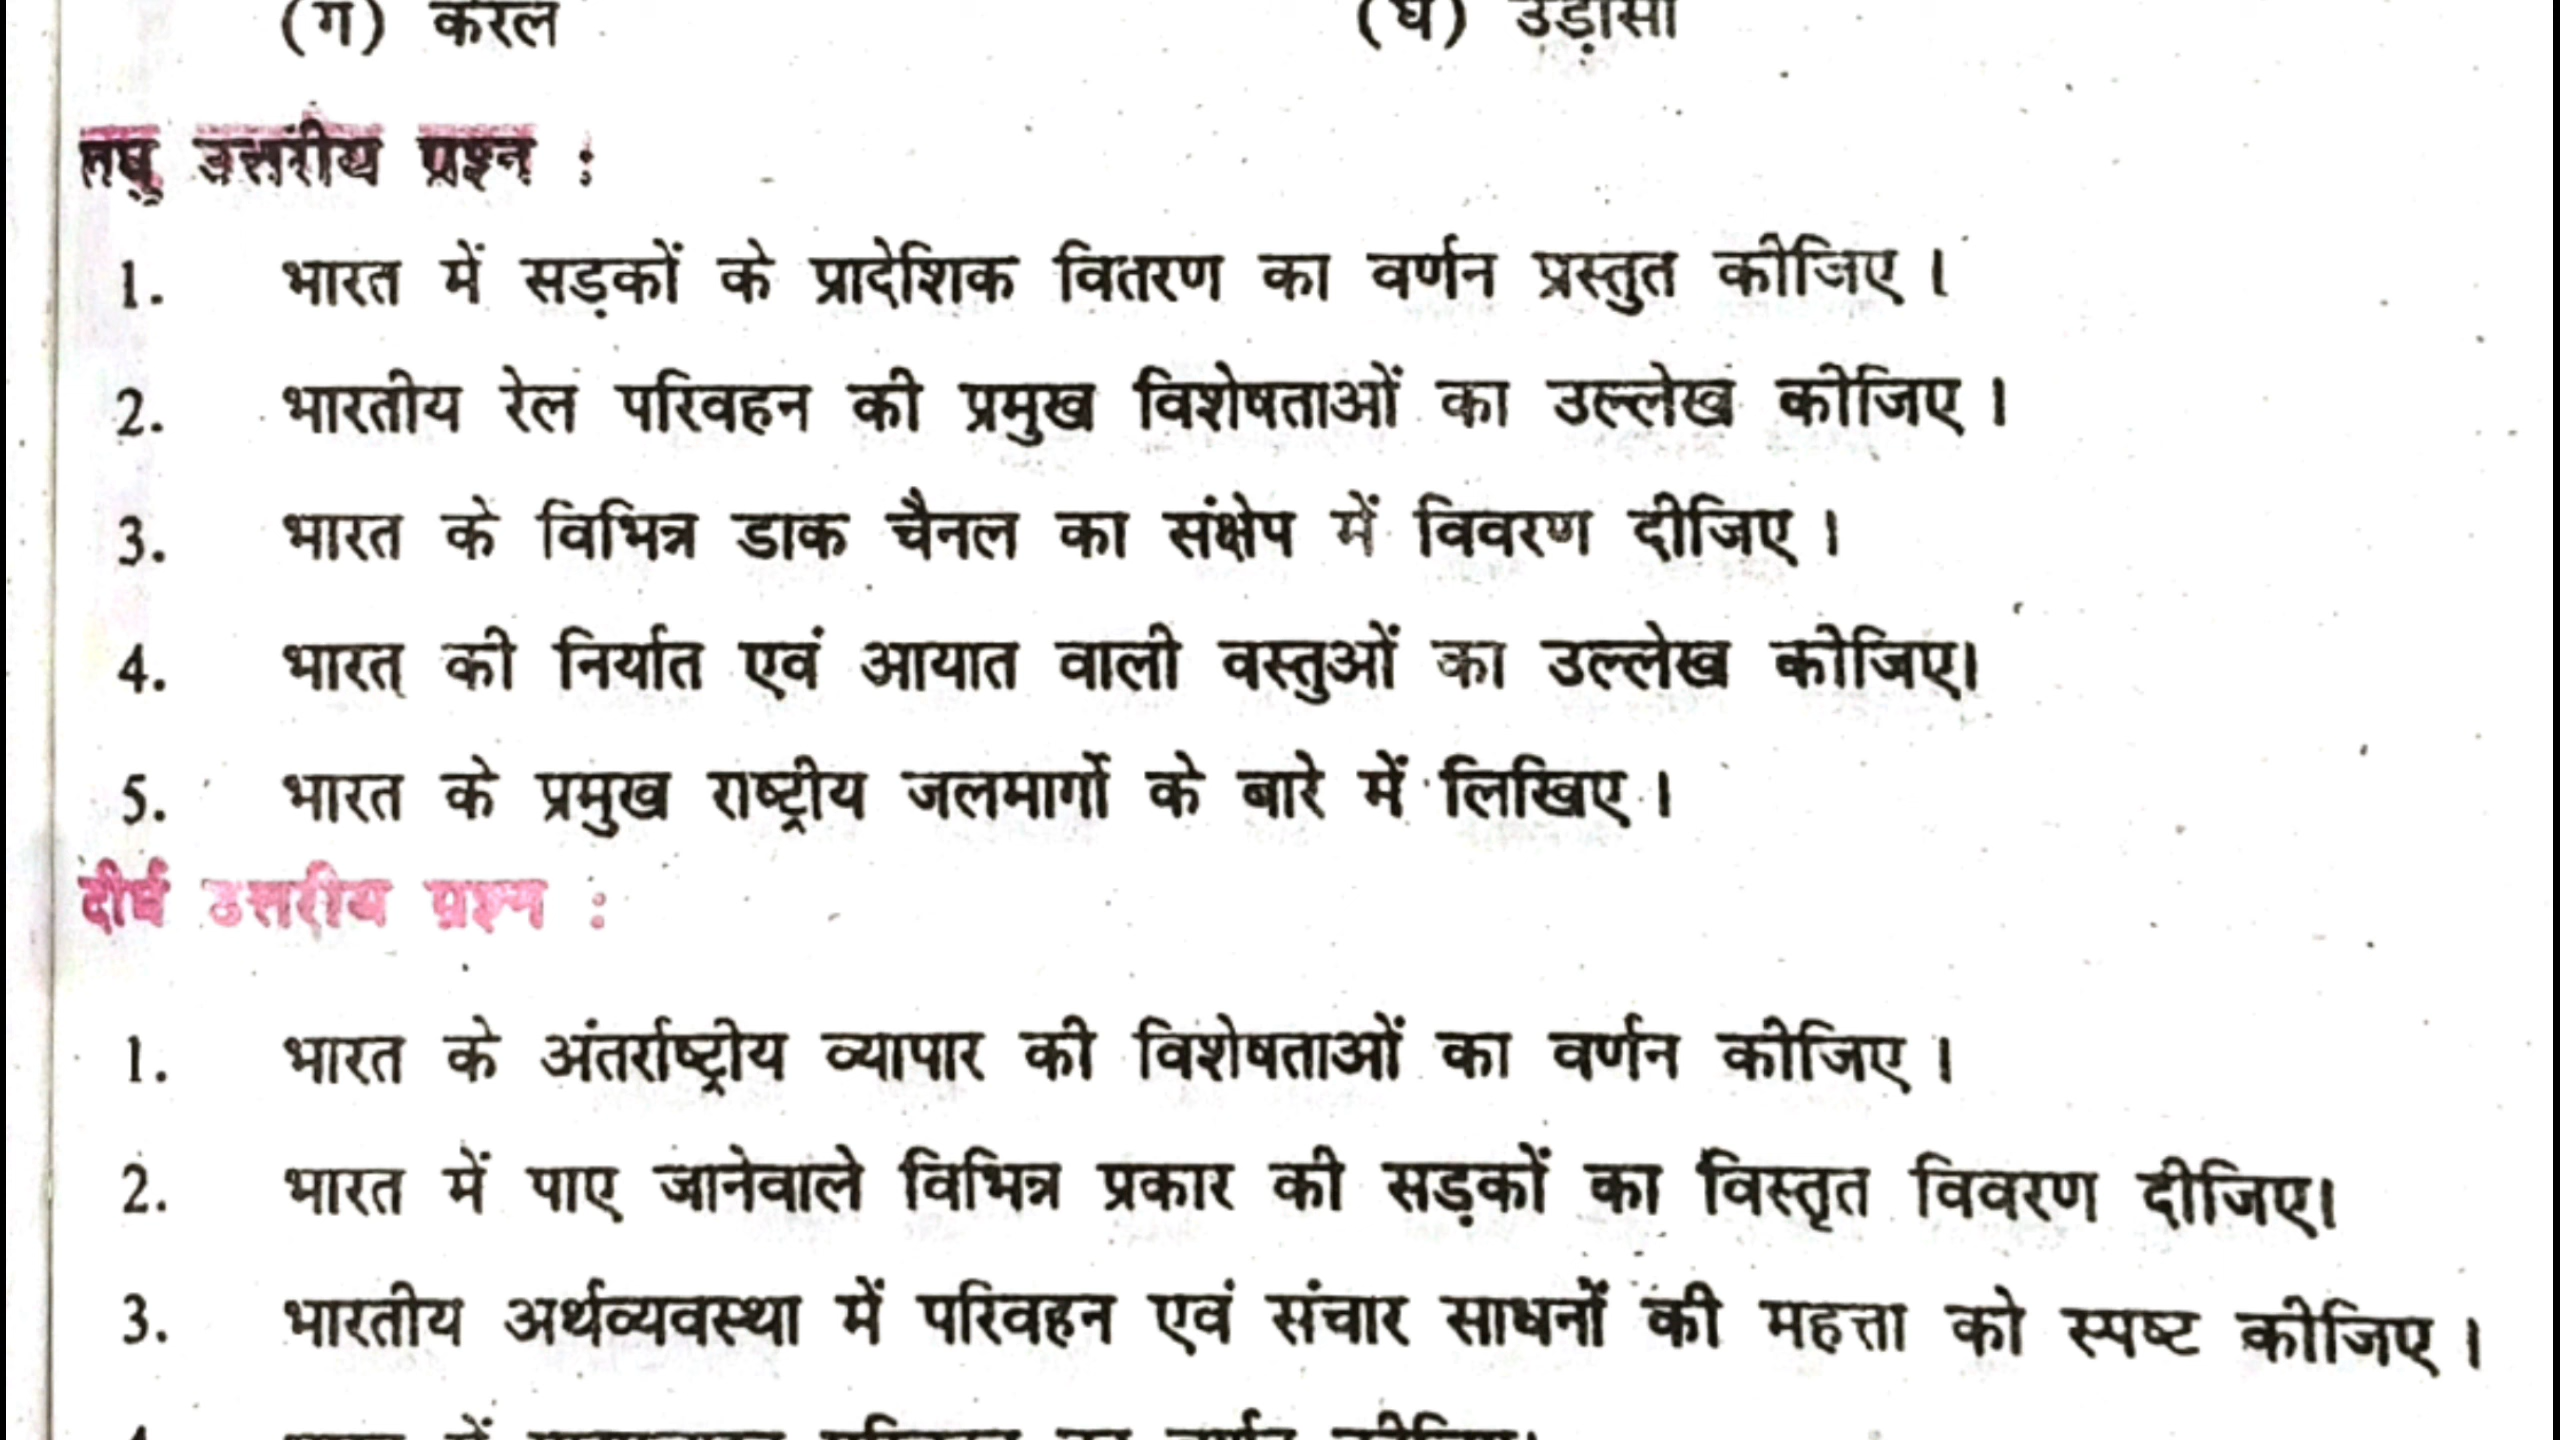 (ग) केरल (घ) उड़ीसा
लघु उत्तरीय प्रश्न :
1. भारत में सड़कों के प्रादेशिक वितरण का वर्णन प्रस्तुत कीजिए ।
2. भारतीय रेल परिवहन की प्रमुख विशेषताओं का उल्लेख कीजिए ।
3. भारत के विभिन्न डाक चैनल का संक्षेप में विवरण दीजिए ।
4. भारत की निर्यात एवं आयात वाली वस्तुओं का उल्लेख कीजिए।
5. भारत के प्रमुख राष्ट्रीय जलमार्गो के बारे में लिखिए ।
दीर्घ उत्तरीय प्रश्न :
1. भारत के अंतर्राष्ट्रीय व्यापार की विशेषताओं का वर्णन कीजिए ।
2. भारत में पाए जानेवाले विभिन्न प्रकार की सड़कों का विस्तृत विवरण दीजिए।
3. भारतीय अर्थव्यवस्था में परिवहन एवं संचार साधनों की महत्ता को स्पष्ट कीजिए ।